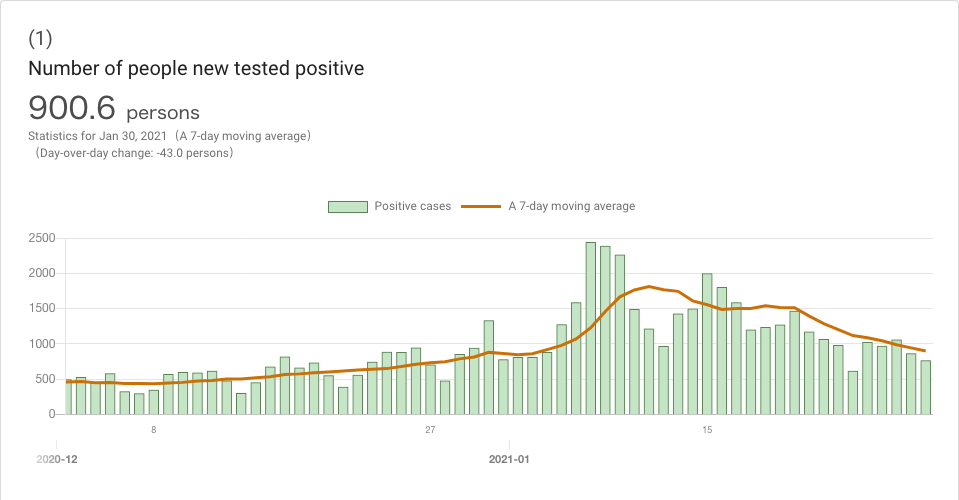 (1)
Number of people new tested positive
900.6 persons
Statistics for Jan 30, 2021 （A 7-day moving average）
（Day-over-day change: -43.0 persons）
Positive cases A 7-day moving average
2500
2000
1500
1000
500
0
8 27 15
2020-12 2021-01